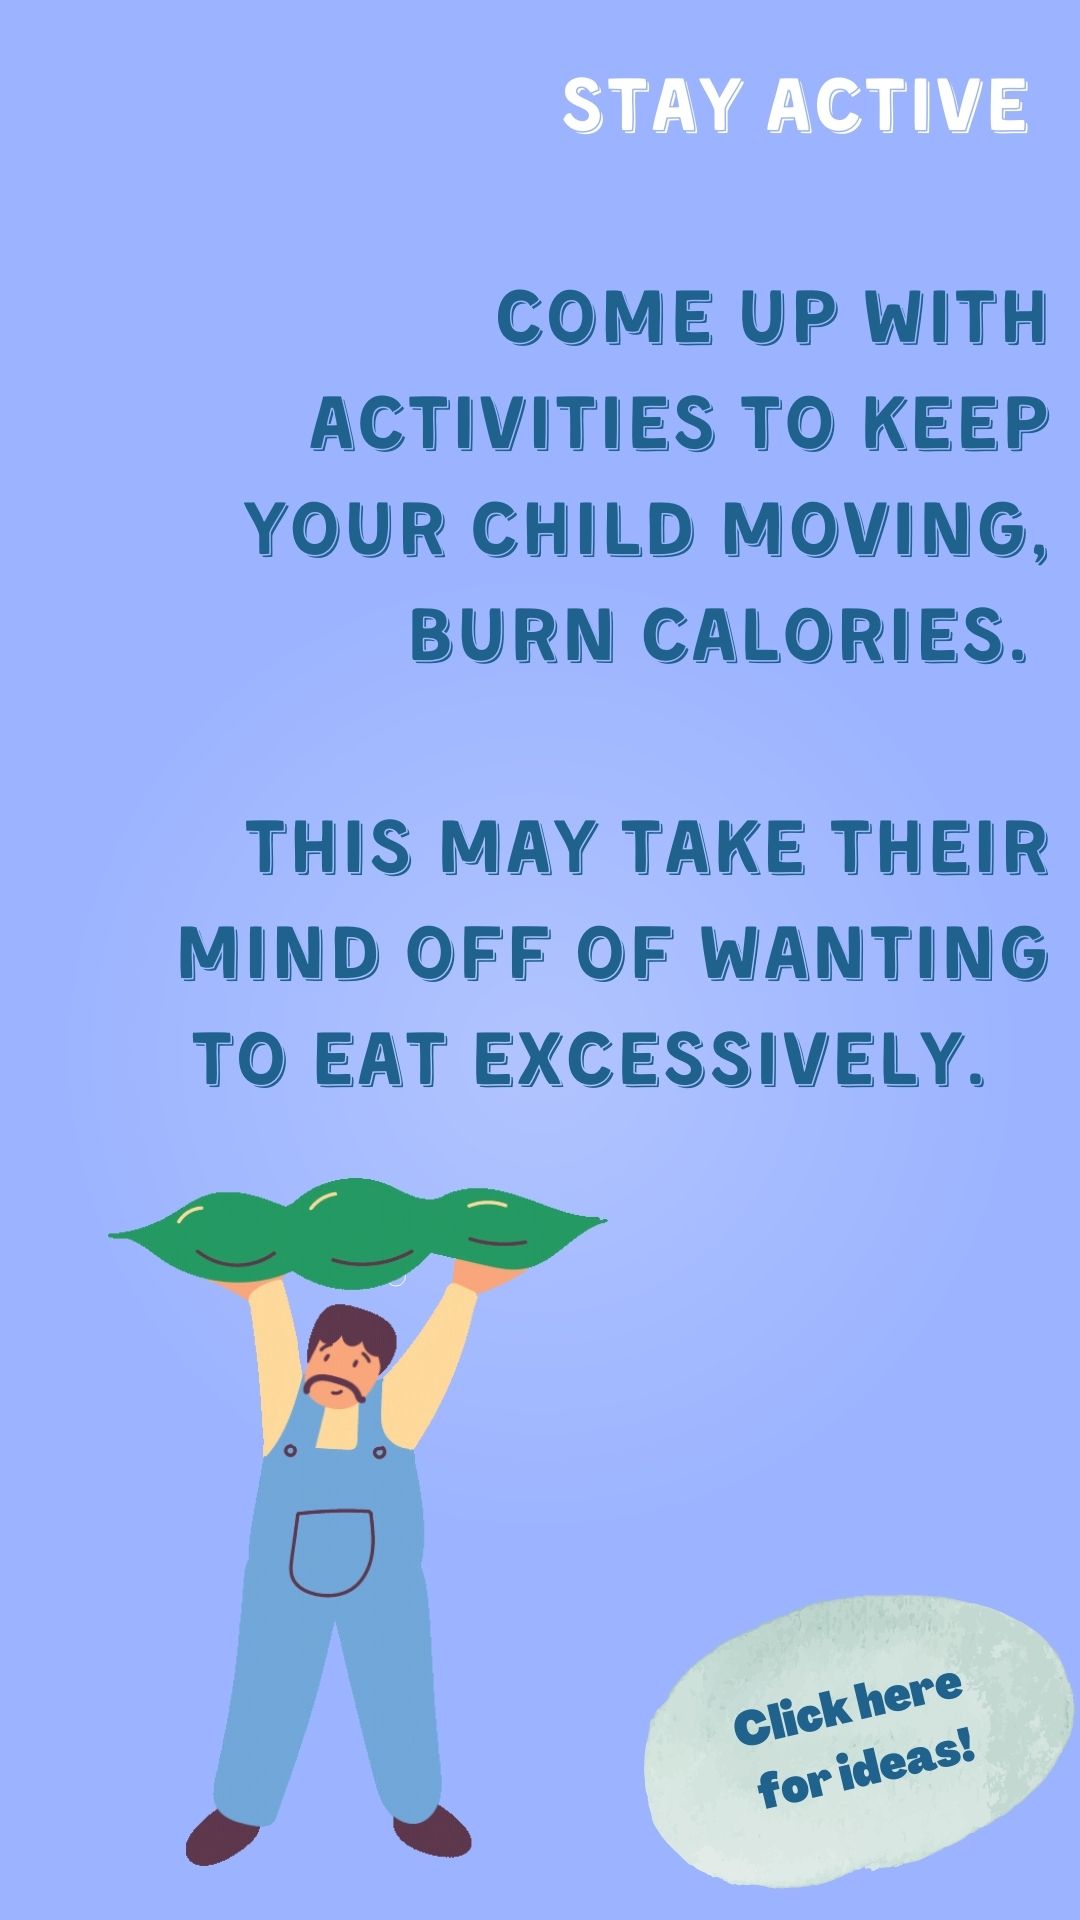 STAY ACTIVE
COME UP WITH
ACTIVITIES TO KEEP
YOUR CHILD MOVING,
BURN CALORIES.
THIS MAY TAKE THEIR
MIND OFF OF WANTING
TO EAT EXCESSIVELY.
Click here
for ideas!